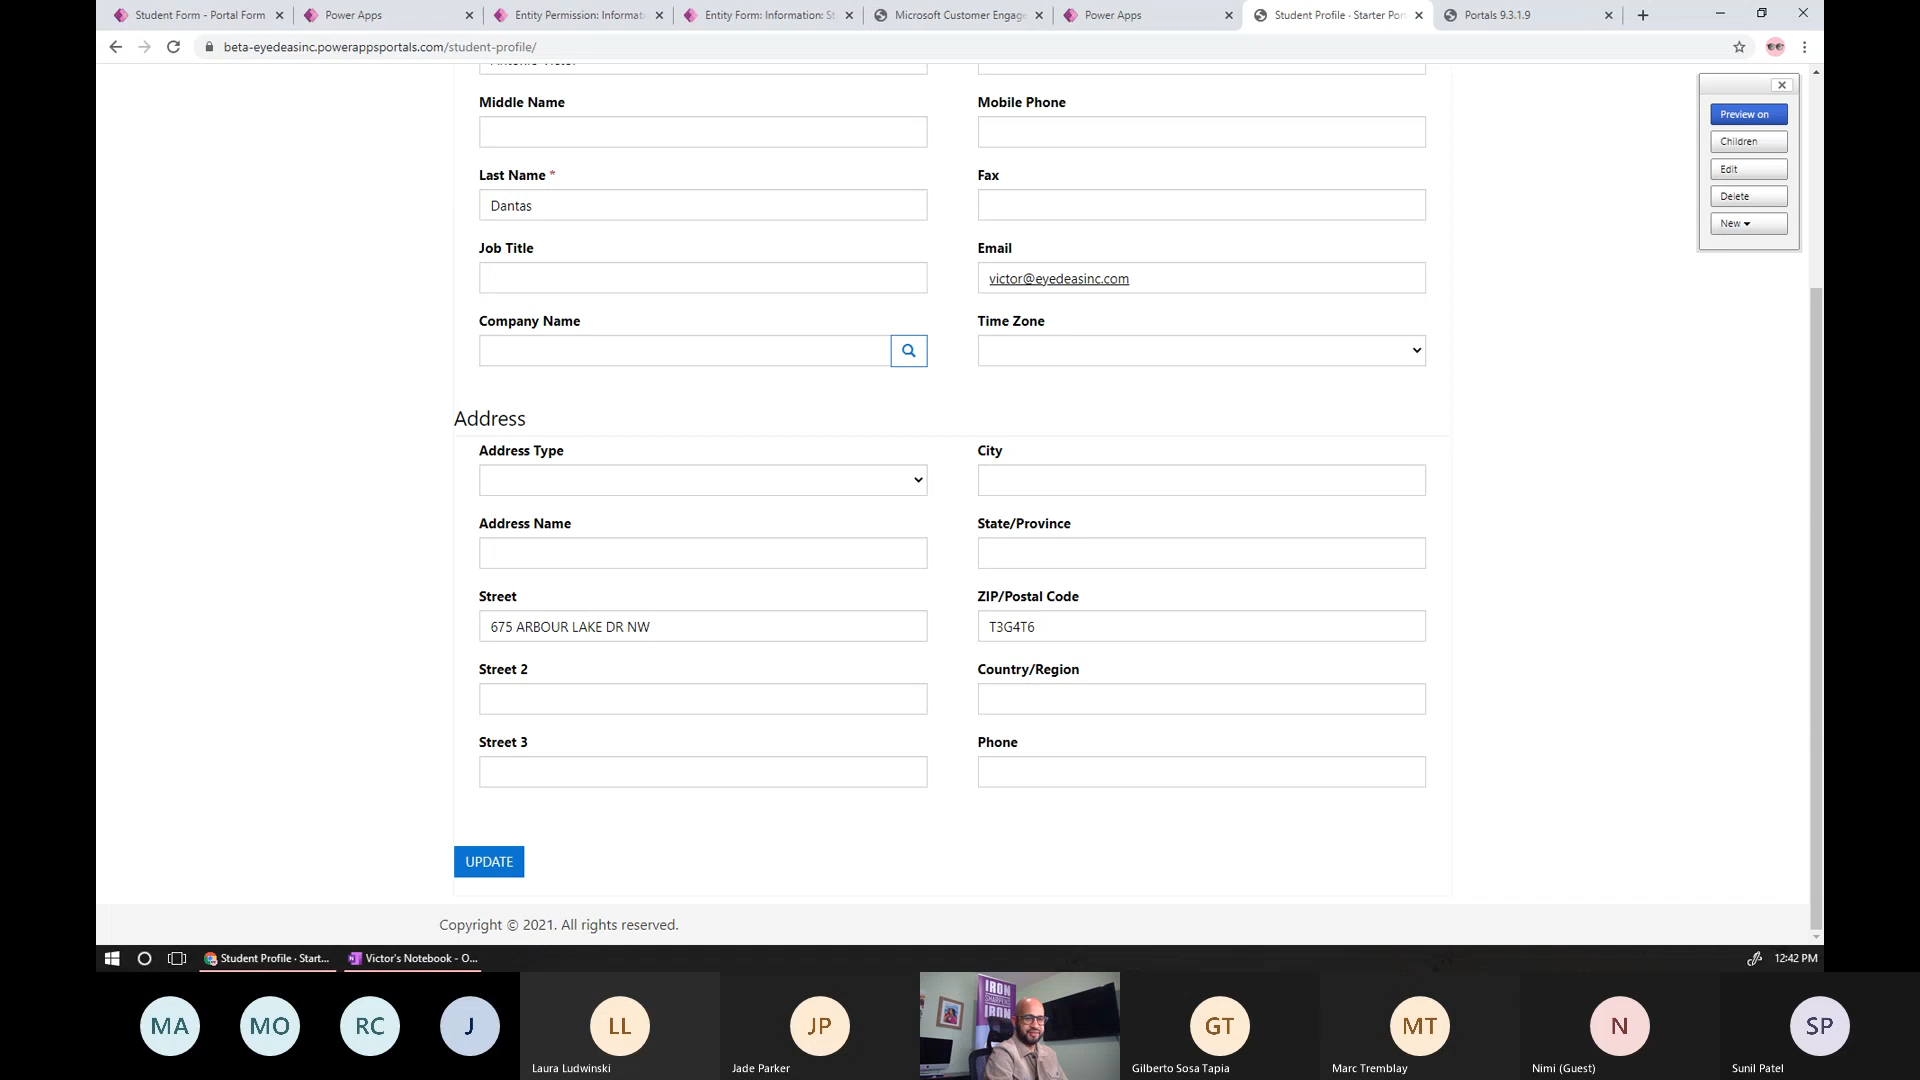 Student Form - Portal Form
Power Apps
Entity Permission: Informati
Entity Form: Information: St
Microsoft Customer Engag
Power Apps
Student Profile · Starter Por
Portals 9.3.1.9
beta-eyedeasinc.powerappsportals.com/student-profile/
Preview on
Children
Edit
Delete
New
Middle Name
Mobile Phone
Last Name *
Fax
Dantas
Job Title
Email
victor@eyedeasinc.com
Company Name
Time Zone
Address
Address Type
City
Address Name
State/Province
Street
ZIP/Postal Code
675 ARBOUR LAKE DR NW
T3G4T6
Street 2
Country/Region
Street 3
Phone
UPDATE
Copyright © 2021. All rights reserved.
Student Profile · Start...
Victor's Notebook - O...
12:42 PM
MA
MO
RC
J
LL
JP
GT
MT
N
SP
IRON
SHARPENS
IRON
Laura Ludwinski
Jade Parker
Gilberto Sosa Tapia
Marc Tremblay
Nimi (Guest)
Sunil Patel